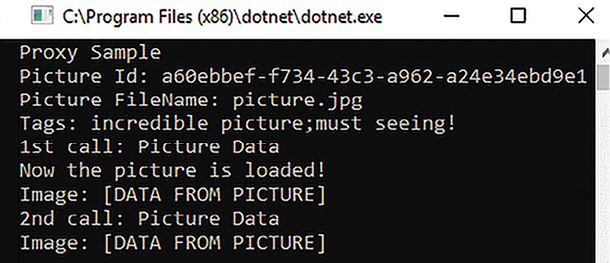 C:\Program Files (x86)\dotnet\dotnet.exe
Proxy Sample
Picture Id: a60ebbef-f734-43c3-a962-a24e34ebd9e1
Picture FileName: picture.jpg
Tags: incredible picture;must seeing!
1st call: Picture Data
Now the picture is loaded!
Image: [DATA FROM PICTURE]
2nd call: Picture Data
Image: [DATA FROM PICTURE]